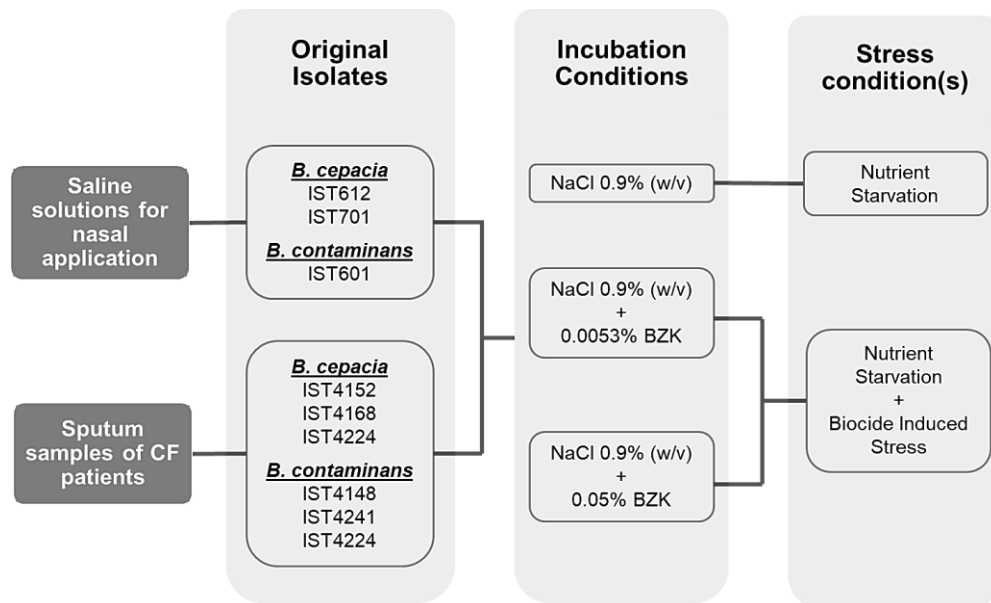 Original
Isolates
Incubation
Conditions
Stress
condition(s)
Saline
solutions for
nasal
application
B. cepacia
IST612
IST701
B. contaminans
IST601
NaCl 0.9% (w/v)
Nutrient
Starvation
NaCl 0.9% (w/v)
+
0.0053% BZK
Sputum
samples of CF
patients
B. cepacia
IST4152
IST4168
IST4224
B. contaminans
IST4148
IST4241
IST4224
NaCl 0.9% (w/v)
+
0.05% BZK
Nutrient
Starvation
+
Biocide Induced
Stress